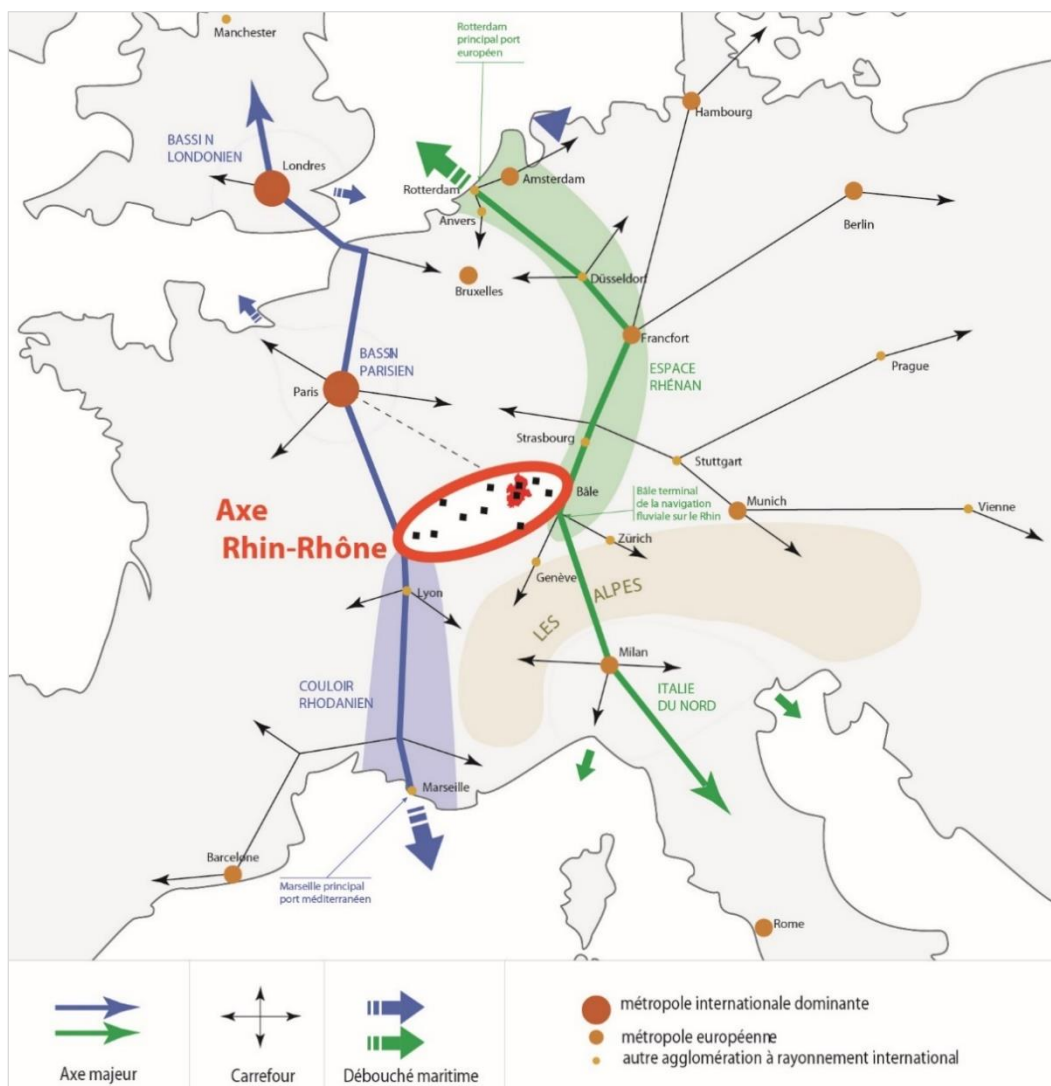 Manchester
Rotterdam
principal port
européen
Hambourg
BASSI N
LONDONIEN
Londres
Rotterdam
Amsterdam
Anvers
Berlin
Bruxelles
Düsseldorf
BASSIN
PARISIEN
Francfort
Prague
ESPACE
RHÉNAN
Paris
Strasbourg
Stuttgart
Axe
Rhin-Rhône
Bâle
Bâle terminal
de la navigation
fluviale sur le Rhin
Munich
Vienne
Zürich
Genève
Lyon
LES
ALPES
Milan
COULOIR
RHODANIEN
ITALIE
DU NORD
Marseille
Barcelone
Marseille principal
port méditerranéen
Rome
métropole internationale dominante
métropole européenne
autre agglomération à rayonnement international
Axe majeur
Carrefour
Débouché maritime